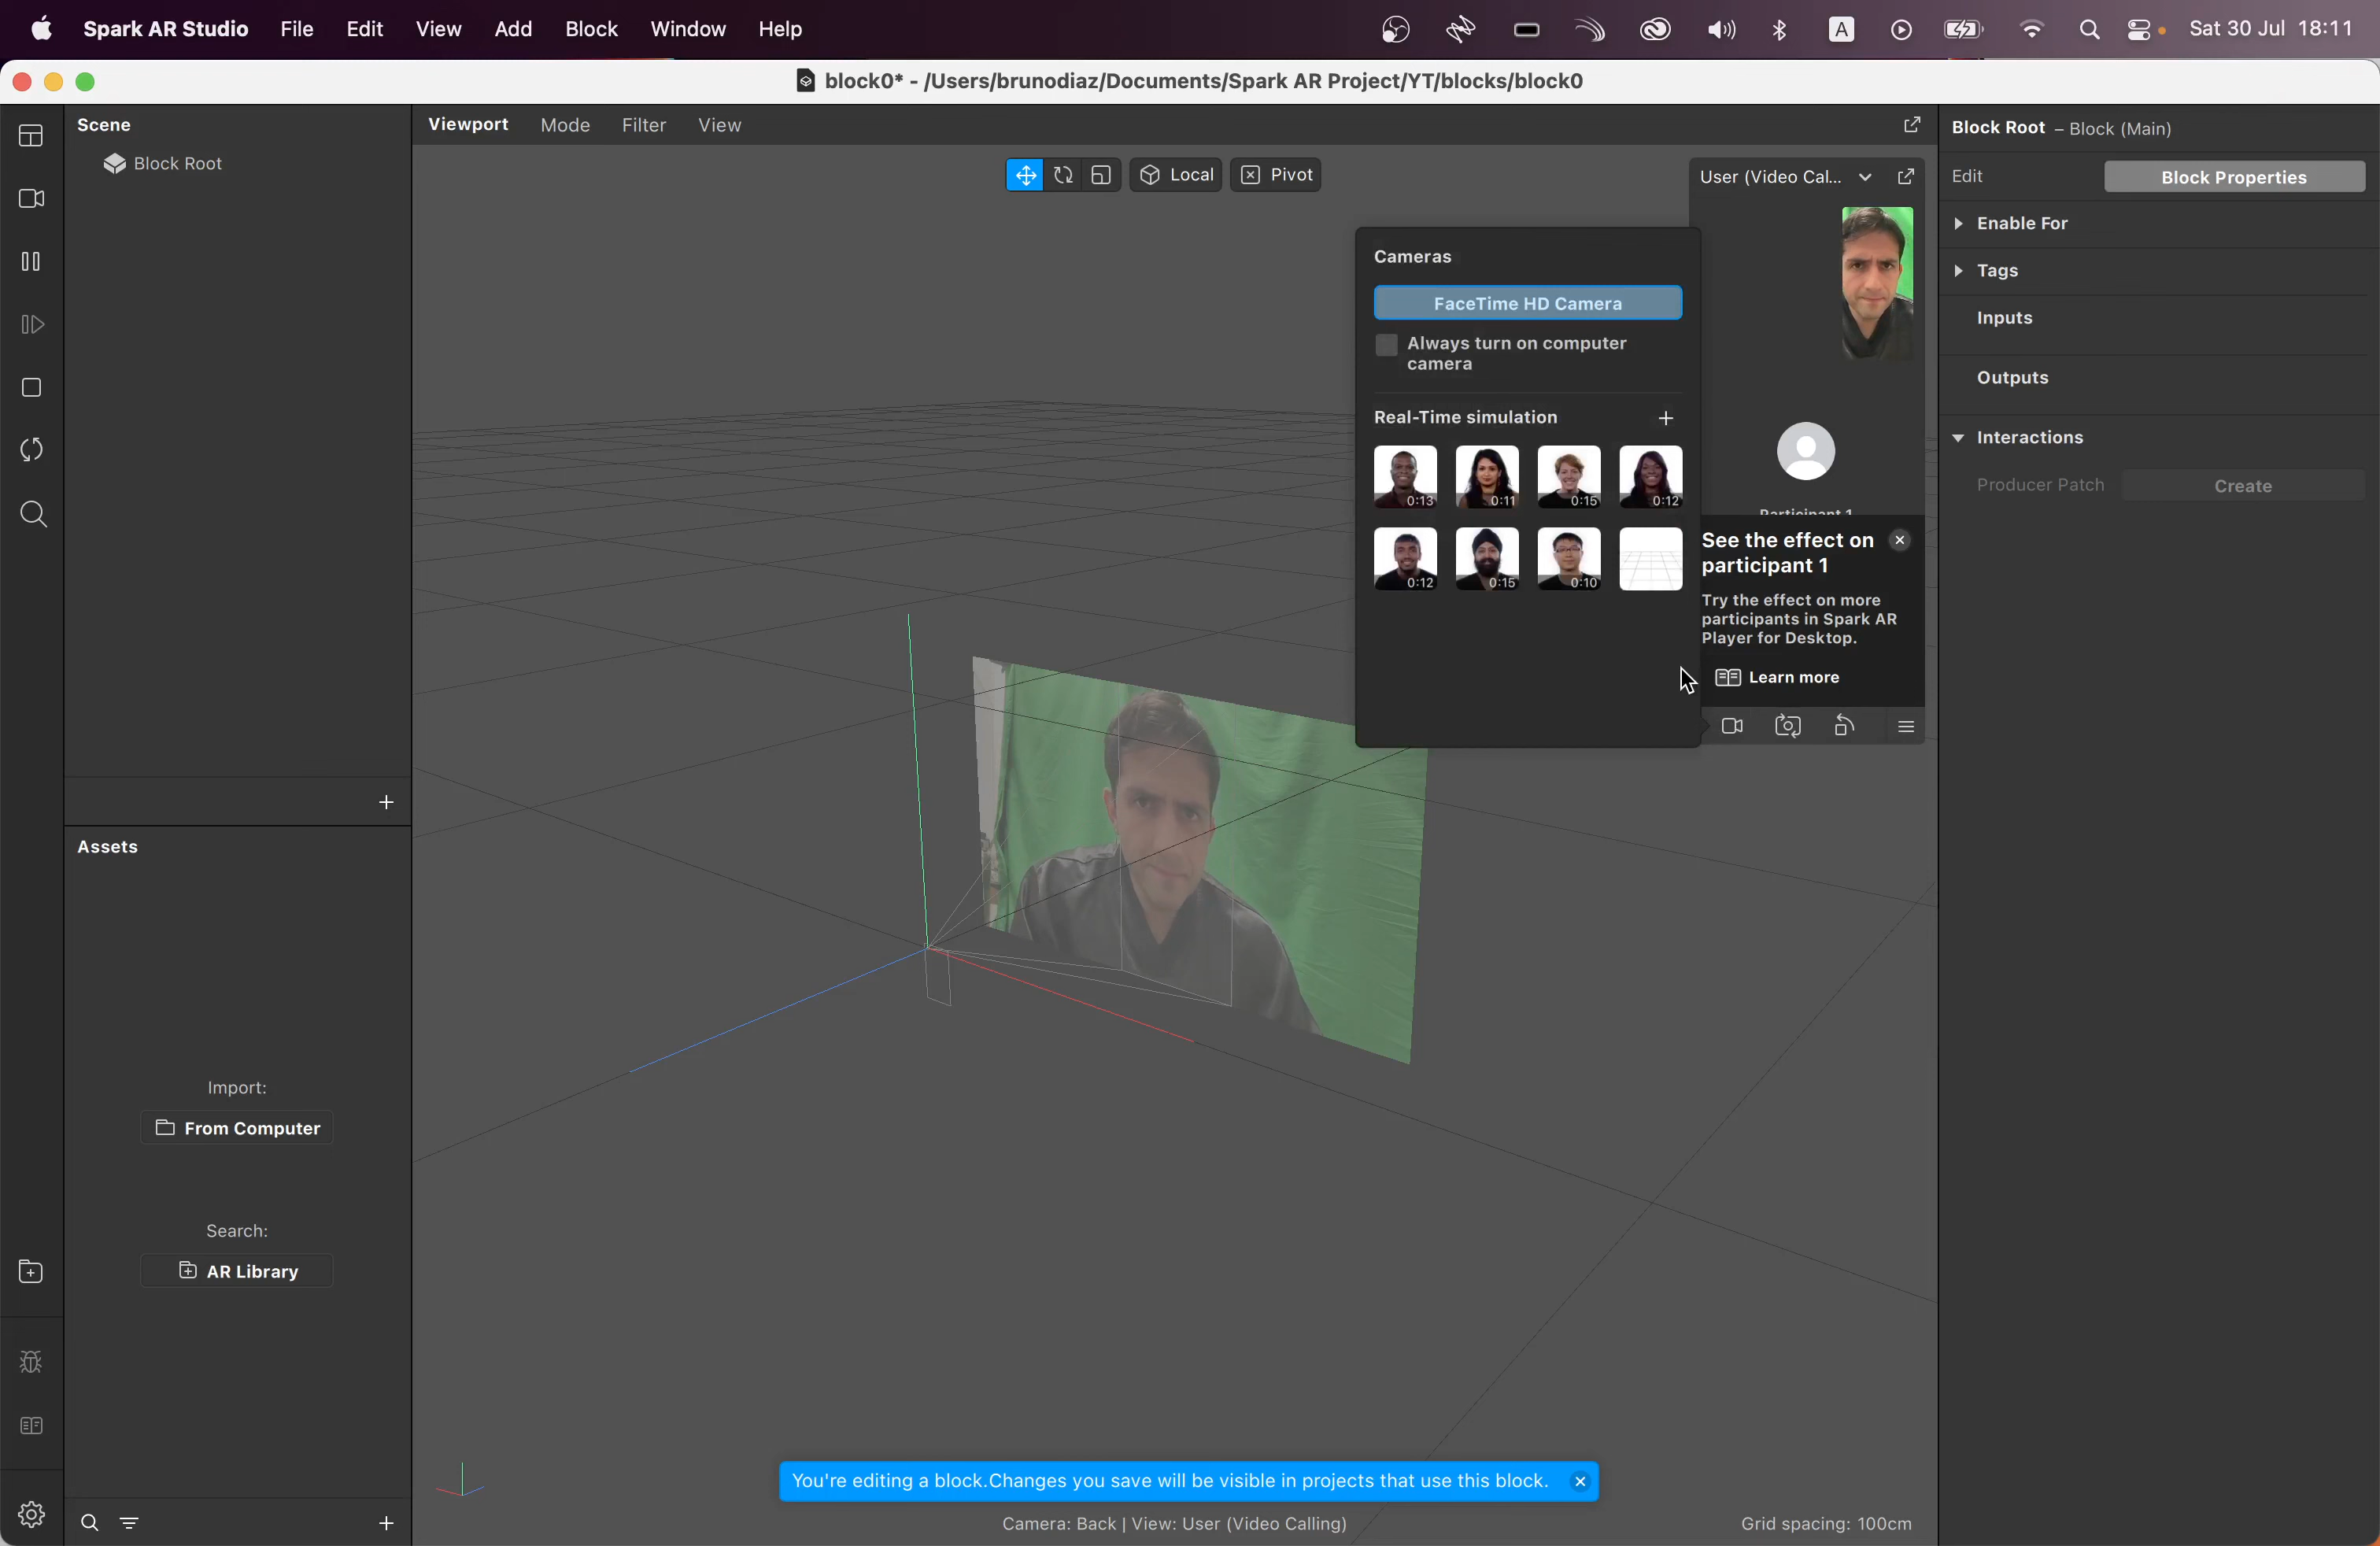 Spark AR Studio File Edit View Add Block Window Help
A
Sat 30 Jul 18:11
block0* - /Users/brunodiaz/Documents/Spark AR Project/YT/blocks/block0
Scene
Block Root
Viewport Mode Filter View
Local
Pivot
User (Video Cal...
Block Root – Block (Main)
Edit
Block Properties
Enable For
Tags
Inputs
Outputs
Interactions
Producer Patch
Create
Cameras
FaceTime HD Camera
Always turn on computer
camera
Real-Time simulation
0:13
0:11
0:15
0:12
0:12
0:15
0:10
Participant 1
See the effect on
participant 1
Try the effect on more
participants in Spark AR
Player for Desktop.
Learn more
Assets
Import:
From Computer
Search:
AR Library
You're editing a block.Changes you save will be visible in projects that use this block.
Camera: Back | View: User (Video Calling)
Grid spacing: 100cm